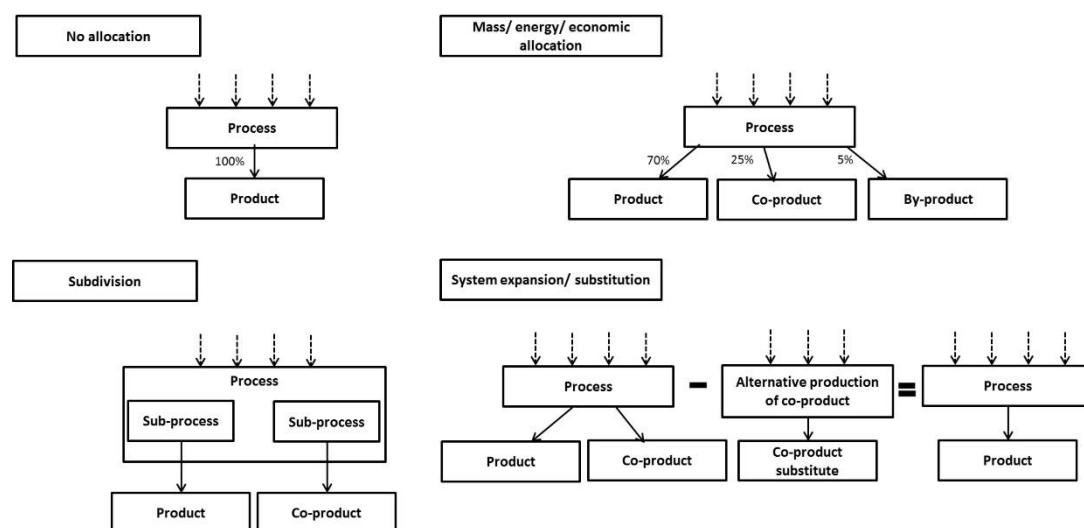 No allocation
Process
100%
Product
Mass/ energy/ economic
allocation
Process
70%
25%
5%
Product
Co-product
By-product
Subdivision
Process
Sub-process
Sub-process
Product
Co-product
System expansion/ substitution
Process
Product
Co-product
-
Alternative production
of co-product
Co-product
substitute
=
Process
Product